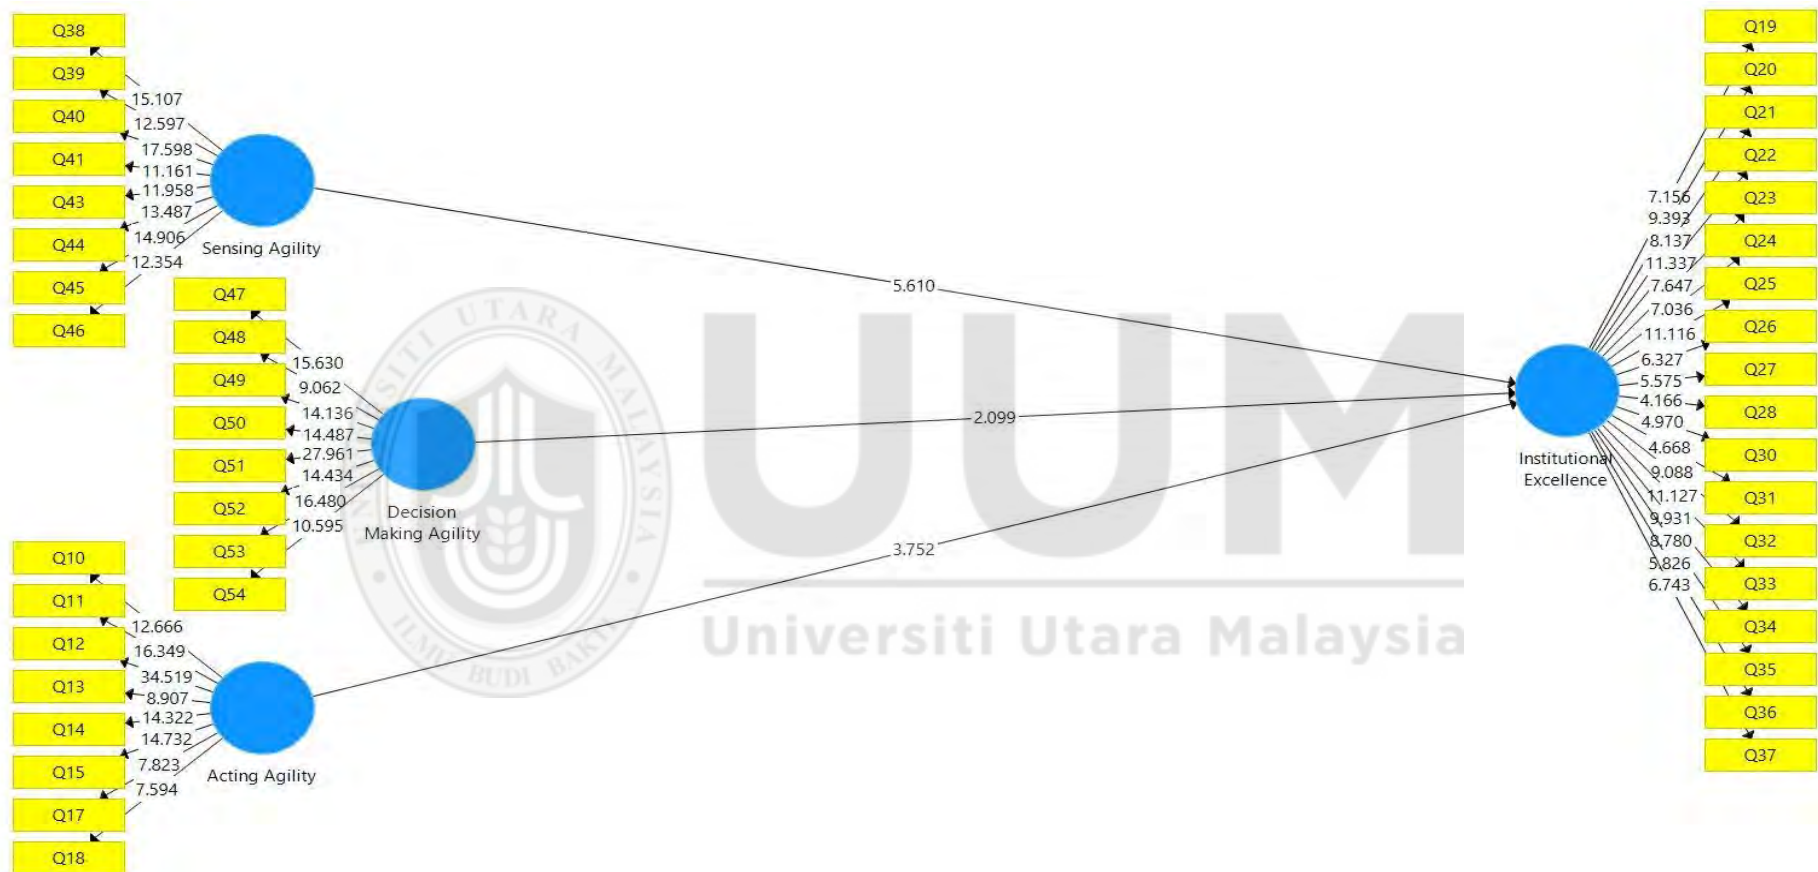 Q38
Q39
Q40
Q41
Q43
Q44
Q45
Q46
15.107
12.597
17.598
11.161
11.958
13.487
14.906
12.354
Sensing Agility
Q47
Q48
Q49
Q50
Q51
Q52
Q53
Q54
15.630
9.062
14.136
14.487
27.961
14.434
16.480
10.595
Decision
Making Agility
Q10
Q11
Q12
Q13
Q14
Q15
Q17
Q18
12.666
16.349
34.519
8.907
14.322
14.732
7.823
7.594
Acting Agility
5.610
2.099
3.752
Institutional
Excellence
7.156
9.393
8.137
11.337
7.647
7.036
11.116
6.327
5.575
4.166
4.970
4.668
9.088
11.127
9.931
8.780
5.826
6.743
Q19
Q20
Q21
Q22
Q23
Q24
Q25
Q26
Q27
Q28
Q30
Q31
Q32
Q33
Q34
Q35
Q36
Q37
UUM
Universiti Utara Malaysia
UTARA MALAYSIA
ILMU BUDI BAKTI